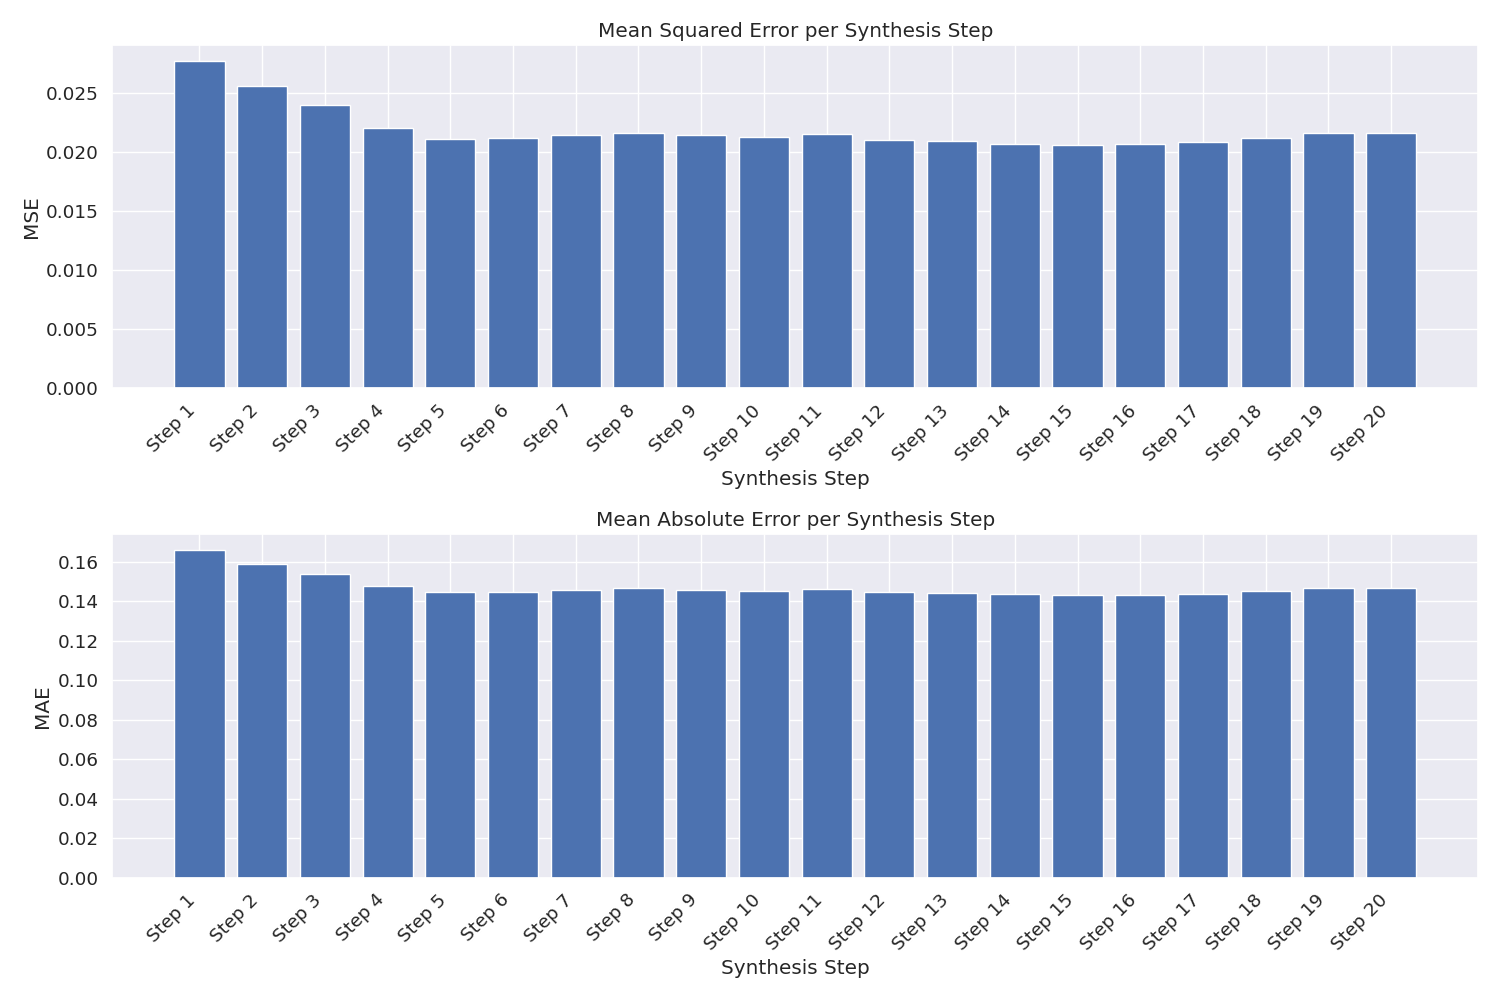 Mean Squared Error per Synthesis Step
MSE
0.025
0.020
0.015
0.010
0.005
0.000
Step 1
Step 2
Step 3
Step 4
Step 5
Step 6
Step 7
Step 8
Step 9
Step 10
Step 11
Step 12
Step 13
Step 14
Step 15
Step 16
Step 17
Step 18
Step 19
Step 20
Synthesis Step
Mean Absolute Error per Synthesis Step
MAE
0.16
0.14
0.12
0.10
0.08
0.06
0.04
0.02
0.00
Step 1
Step 2
Step 3
Step 4
Step 5
Step 6
Step 7
Step 8
Step 9
Step 10
Step 11
Step 12
Step 13
Step 14
Step 15
Step 16
Step 17
Step 18
Step 19
Step 20
Synthesis Step